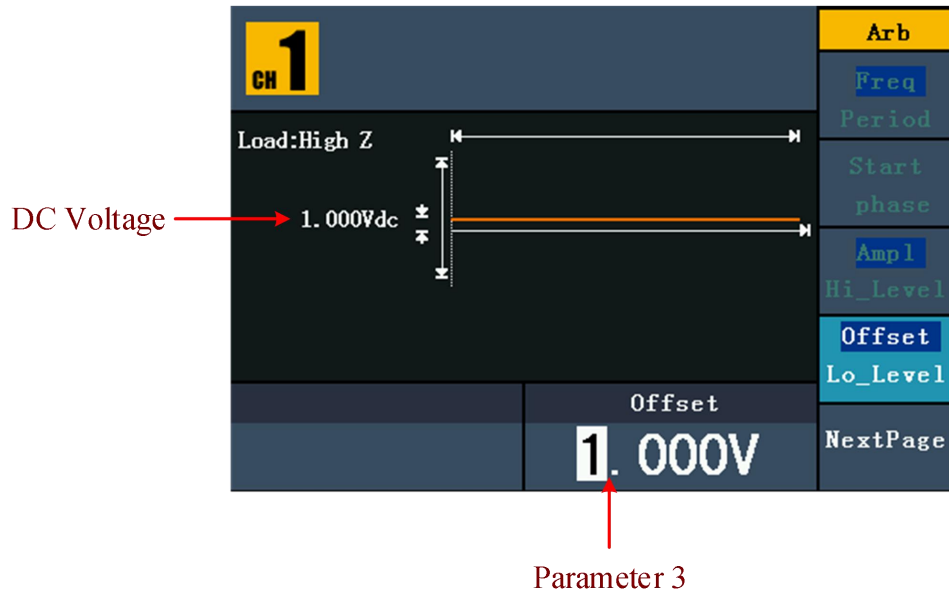 CH 1
Arb
Freq
Period
Start
phase
Ampl
Hi_Level
Offset
Lo_Level
NextPage
Load:High Z
DC Voltage
1.000Vdc
Offset
1.000V
Parameter 3